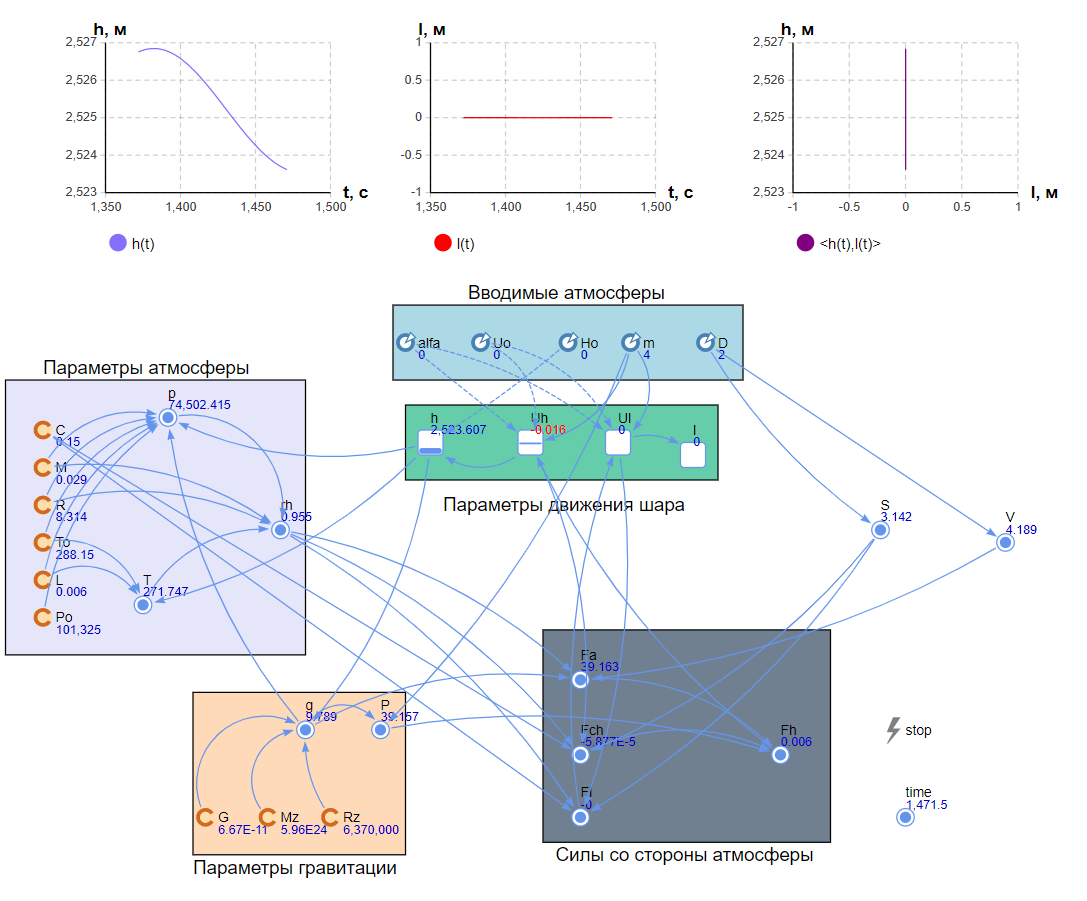 h, м
2,527
2,526
2,525
2,524
2,523
1,350
1,400
1,450
1,500
t, с
h(t)
l, м
1
0.5
0
-0.5
-1
1,350
1,400
1,450
1,500
t, с
l(t)
h, м
2,527
2,526
2,525
2,524
2,523
-1
-0.5
0
0.5
1
l, м
<h(t),l(t)>
Вводимые атмосферы
alfa
0
Uo
0
Ho
0
m
4
D
2
Параметры атмосферы
p
74,502.415
C
0.15
M
0.029
R
8.314
To
288.15
L
0.006
Po
101,325
rh
0.955
T
271.747
h
2,523.607
Uh
-0.016
Ul
0
l
0
Параметры движения шара
S
3.142
V
4.189
g
9.789
P
39.157
G
6.67E-11
Mz
5.96E24
Rz
6,370,000
Параметры гравитации
Fa
39.163
Fch
-5.877E-5
Fl
-0
Fh
0.006
Силы со стороны атмосферы
stop
time
1,471.5